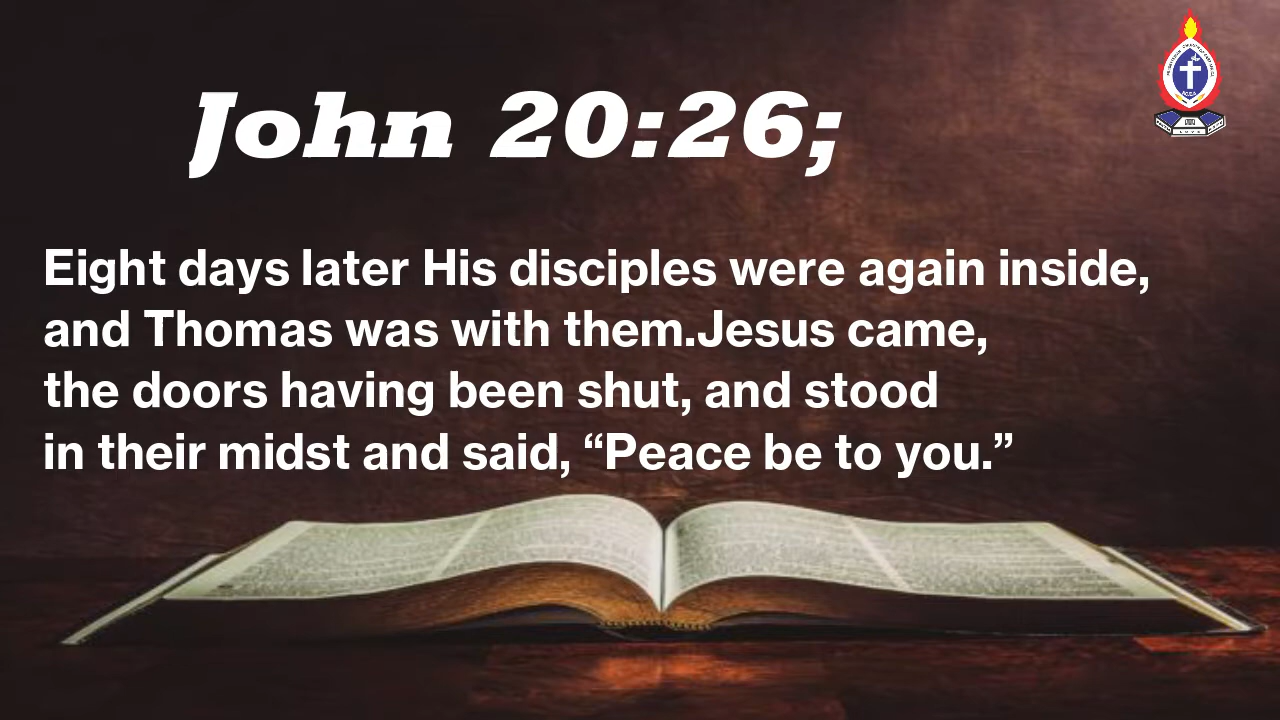 John 20:26;
Eight days later His disciples were again inside,
and Thomas was with them.Jesus came,
the doors having been shut, and stood
in their midst and said, “Peace be to you.”